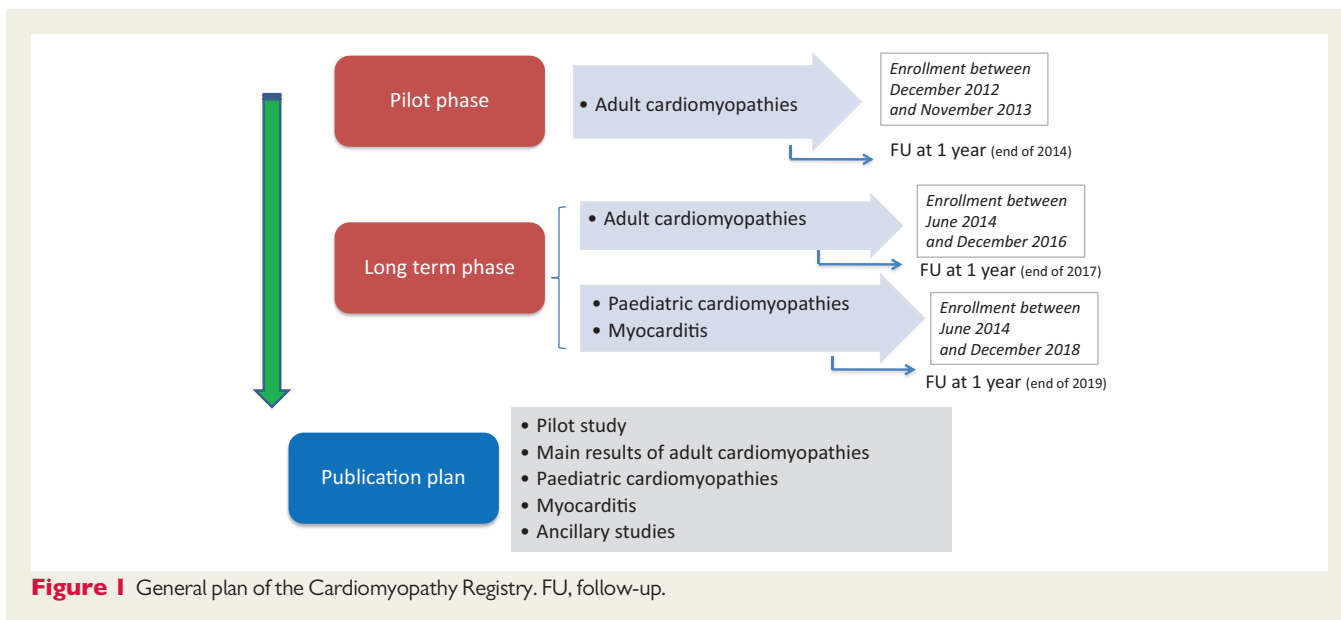 Pilot phase
• Adult cardiomyopathies
Enrollment between
December 2012
and November 2013
FU at 1 year (end of 2014)
Long term phase
• Adult cardiomyopathies
Enrollment between
June 2014
and December 2016
FU at 1 year (end of 2017)
• Paediatric cardiomyopathies
• Myocarditis
Enrollment between
June 2014
and December 2018
FU at 1 year (end of 2019)
Publication plan
• Pilot study
• Main results of adult cardiomyopathies
• Paediatric cardiomyopathies
• Myocarditis
• Ancillary studies
Figure 1 General plan of the Cardiomyopathy Registry. FU, follow-up.